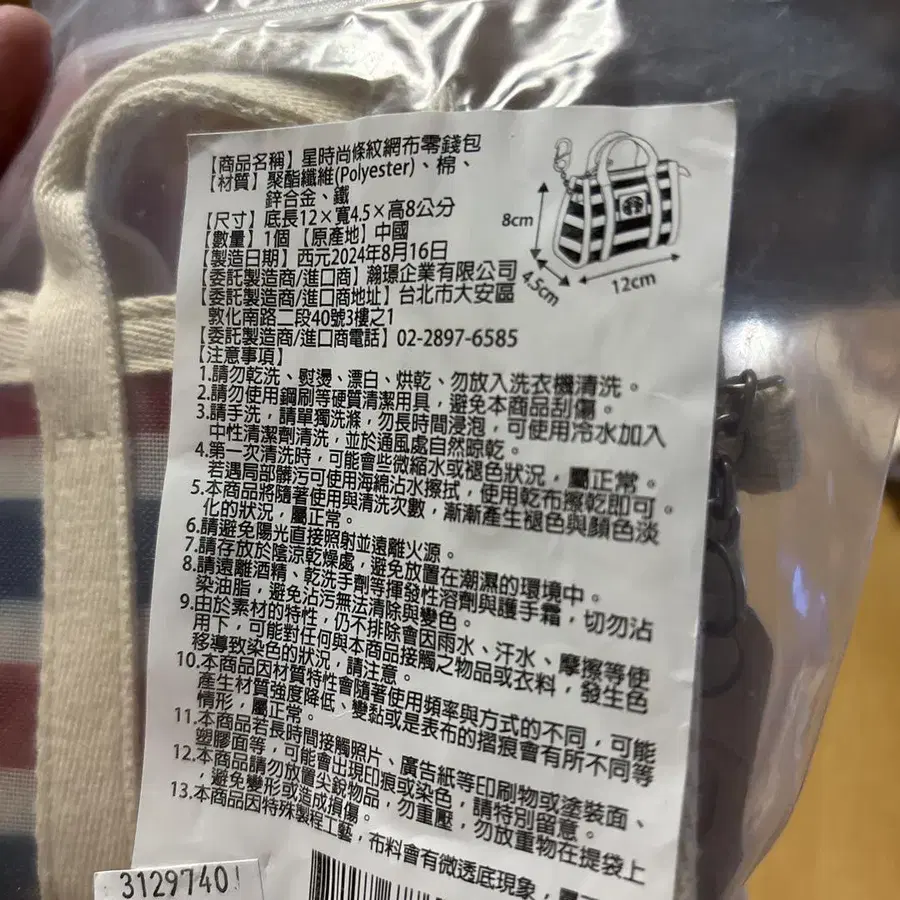 【商品名稱】星時尚條紋網布零錢包
【材質】聚酯纖維(Polyester)、棉、
鋅合金、鐵
【尺寸】底長12×寬4.5×高8公分
【數量】1個 【原產地】中國
【製造日期】西元2024年8月16日
【委託製造商/進口商】瀚璟企業有限公司
【委託製造商/進口商地址】台北市大安區
敦化南路二段40號3樓之1
【委託製造商/進口商電話】02-2897-6585
【注意事項】
1.請勿乾洗、熨燙、漂白、烘乾、勿放入洗衣機清洗。
2.請勿使用鋼刷等硬質清潔用具，避免本商品刮傷。
3.請手洗，請單獨洗滌，勿長時間浸泡，可使用冷水加入
中性清潔劑清洗，並於通風處自然晾乾。
4.第一次清洗時，可能會些微縮水或褪色狀況，屬正常。
若遇局部髒污可使用海綿沾水擦拭，使用乾布擦乾即可。
5.本商品將隨著使用與清洗次數，漸漸產生褪色與顏色淡
化的狀況，屬正常。
6.請避免陽光直接照射並遠離火源。
7.請存放於陰涼乾燥處，避免放置在潮濕的環境中。
8.請遠離酒精、乾洗手劑等揮發性溶劑與護手霜，切勿沾
染油脂，避免沾污無法清除與變色。
9.由於素材的特性，仍不排除會因雨水、汗水、摩擦等使
用下，可能對任何與本商品接觸之物品或衣料，發生色
移導致染色的狀況，請注意。
10.本商品因材質特性會隨著使用頻率與方式的不同，可能
產生材質強度降低、變黏或是表布的摺痕會有所不同等
情形，屬正常。
11.本商品若長時間接觸照片、廣告紙等印刷物或塗裝面、
塑膠面等，可能會出現印痕或染色，請特別留意。
12.本商品請勿放置尖銳物品，勿重壓，勿放重物在提袋上
，避免變形或造成損傷。
13.本商品因特殊製程工藝，布料會有微透底現象，
8cm
4.5cm
12cm
3129740